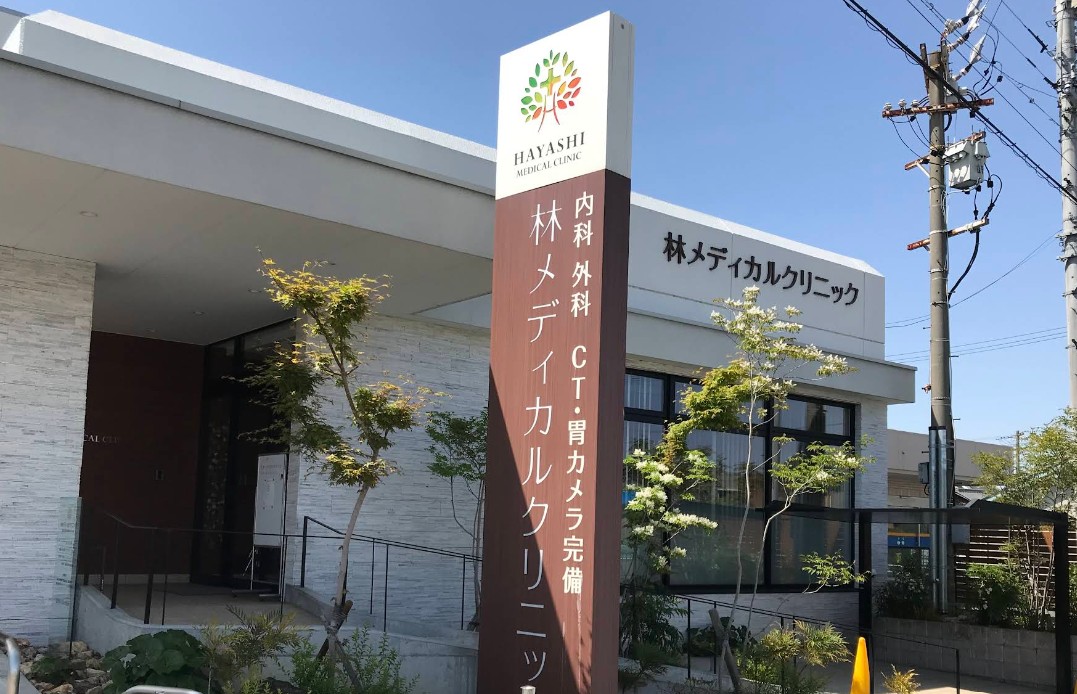 HAYASHI
MEDICAL CLINIC
内科 外科 CT・胃カメラ完備
林メディカルクリニッ
林メディカルクリニック